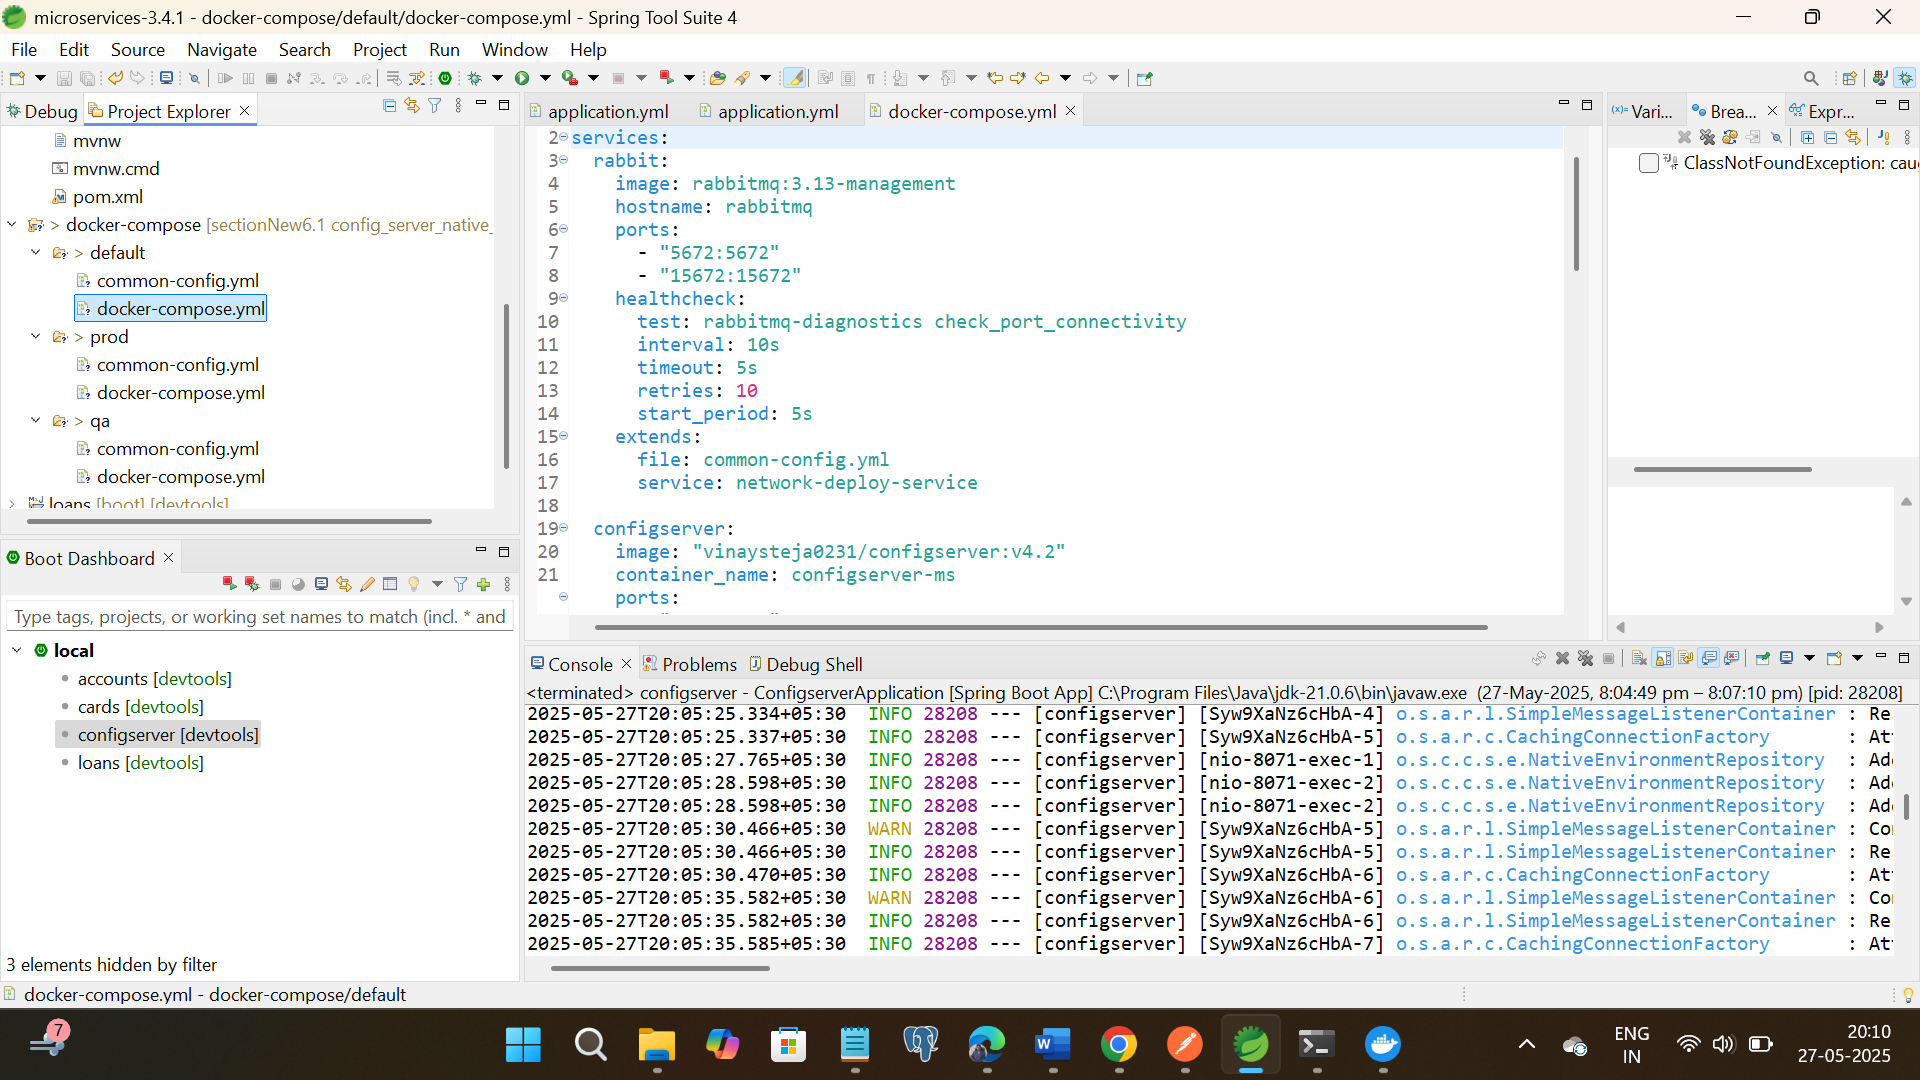 microservices-3.4.1 - docker-compose/default/docker-compose.yml - Spring Tool Suite 4
File Edit Source Navigate Search Project Run Window Help
Debug Project Explorer
mvnw
mvnw.cmd
pom.xml
> docker-compose [sectionNew6.1 config_server_native_
> default
common-config.yml
docker-compose.yml
> prod
common-config.yml
docker-compose.yml
> qa
common-config.yml
docker-compose.yml
loans [boot] [devtools]
Boot Dashboard
Type tags, projects, or working set names to match (incl. * and
local
accounts [devtools]
cards [devtools]
configserver [devtools]
loans [devtools]
3 elements hidden by filter
application.yml application.yml docker-compose.yml
2 services:
3 rabbit:
4 image: rabbitmq:3.13-management
5 hostname: rabbitmq
6 ports:
7 - "5672:5672"
8 - "15672:15672"
9 healthcheck:
10 test: rabbitmq-diagnostics check_port_connectivity
11 interval: 10s
12 timeout: 5s
13 retries: 10
14 start_period: 5s
15 extends:
16 file: common-config.yml
17 service: network-deploy-service
18
19 configserver:
20 image: "vinaysteja0231/configserver:v4.2"
21 container_name: configserver-ms
ports:
Vari... Brea... Expr...
ClassNotFoundException: cau
Console Problems Debug Shell
<terminated> configserver - ConfigserverApplication [Spring Boot App] C:\Program Files\Java\jdk-21.0.6\bin\javaw.exe (27-May-2025, 8:04:49 pm – 8:07:10 pm) [pid: 28208]
2025-05-27T20:05:25.334+05:30 INFO 28208 --- [configserver] [Syw9XaNz6cHbA-4] o.s.a.r.l.SimpleMessageListenerContainer : Re
2025-05-27T20:05:25.337+05:30 INFO 28208 --- [configserver] [Syw9XaNz6cHbA-5] o.s.a.r.c.CachingConnectionFactory : At
2025-05-27T20:05:27.765+05:30 INFO 28208 --- [configserver] [nio-8071-exec-1] o.s.c.c.s.e.NativeEnvironmentRepository : Ad
2025-05-27T20:05:28.598+05:30 INFO 28208 --- [configserver] [nio-8071-exec-2] o.s.c.c.s.e.NativeEnvironmentRepository : Ad
2025-05-27T20:05:28.598+05:30 INFO 28208 --- [configserver] [nio-8071-exec-2] o.s.c.c.s.e.NativeEnvironmentRepository : Ad
2025-05-27T20:05:30.466+05:30 WARN 28208 --- [configserver] [Syw9XaNz6cHbA-5] o.s.a.r.l.SimpleMessageListenerContainer : Co
2025-05-27T20:05:30.466+05:30 INFO 28208 --- [configserver] [Syw9XaNz6cHbA-5] o.s.a.r.l.SimpleMessageListenerContainer : Re
2025-05-27T20:05:30.470+05:30 INFO 28208 --- [configserver] [Syw9XaNz6cHbA-6] o.s.a.r.c.CachingConnectionFactory : At
2025-05-27T20:05:35.582+05:30 WARN 28208 --- [configserver] [Syw9XaNz6cHbA-6] o.s.a.r.l.SimpleMessageListenerContainer : Co
2025-05-27T20:05:35.582+05:30 INFO 28208 --- [configserver] [Syw9XaNz6cHbA-6] o.s.a.r.l.SimpleMessageListenerContainer : Re
2025-05-27T20:05:35.585+05:30 INFO 28208 --- [configserver] [Syw9XaNz6cHbA-7] o.s.a.r.c.CachingConnectionFactory : At
docker-compose.yml - docker-compose/default
7
ENG
IN
20:10
27-05-2025